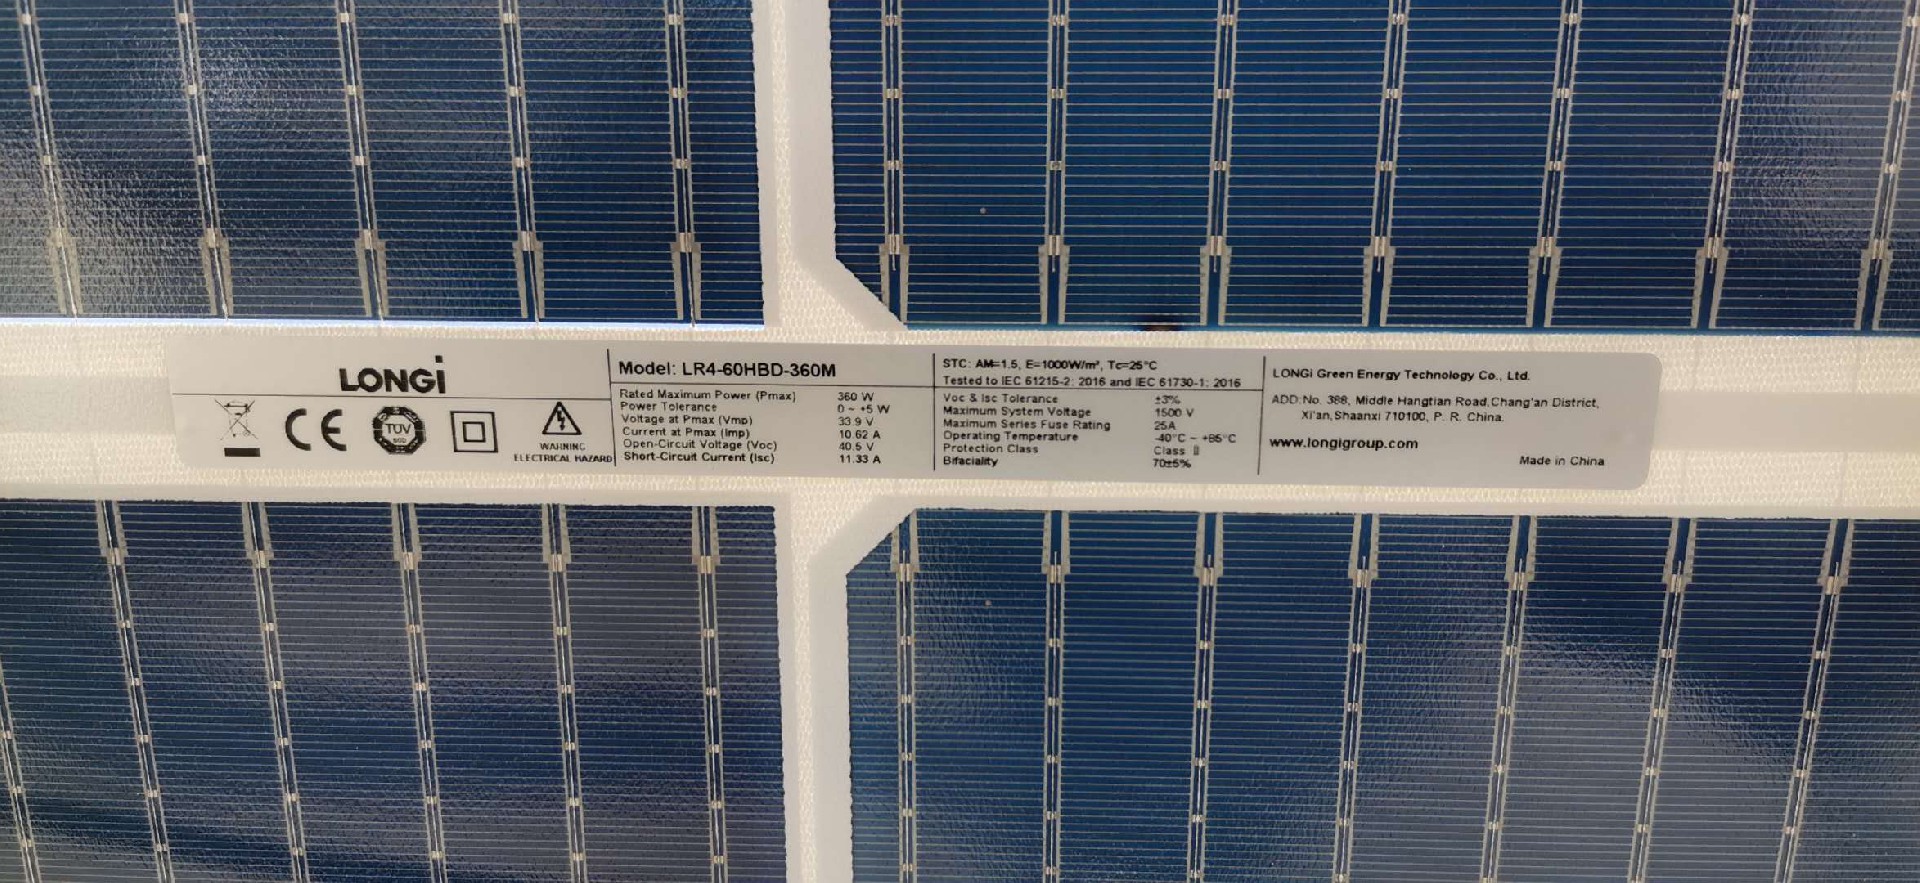 LONGi
CE
TÜV
SÜD
WARNING
ELECTRICAL HAZARD
Model: LR4-60HBD-360M
Rated Maximum Power (Pmax) 360 W
Power Tolerance 0 ~ +5 W
Voltage at Pmax (Vmp) 33.9 V
Current at Pmax (Imp) 10.62 A
Open-Circuit Voltage (Voc) 40.5 V
Short-Circuit Current (Isc) 11.33 A
STC: AM=1.5, E=1000W/m², Tc=25°C
Tested to IEC 61215-2: 2016 and IEC 61730-1: 2016
Voc & Isc Tolerance ±3%
Maximum System Voltage 1500 V
Maximum Series Fuse Rating 25A
Operating Temperature -40°C ~ +85°C
Protection Class Class II
Bifaciality 70±5%
LONGi Green Energy Technology Co., Ltd.
ADD:No. 388, Middle Hangtian Road,Chang'an District,
Xi'an,Shaanxi 710100, P. R. China.
www.longigroup.com
Made in China